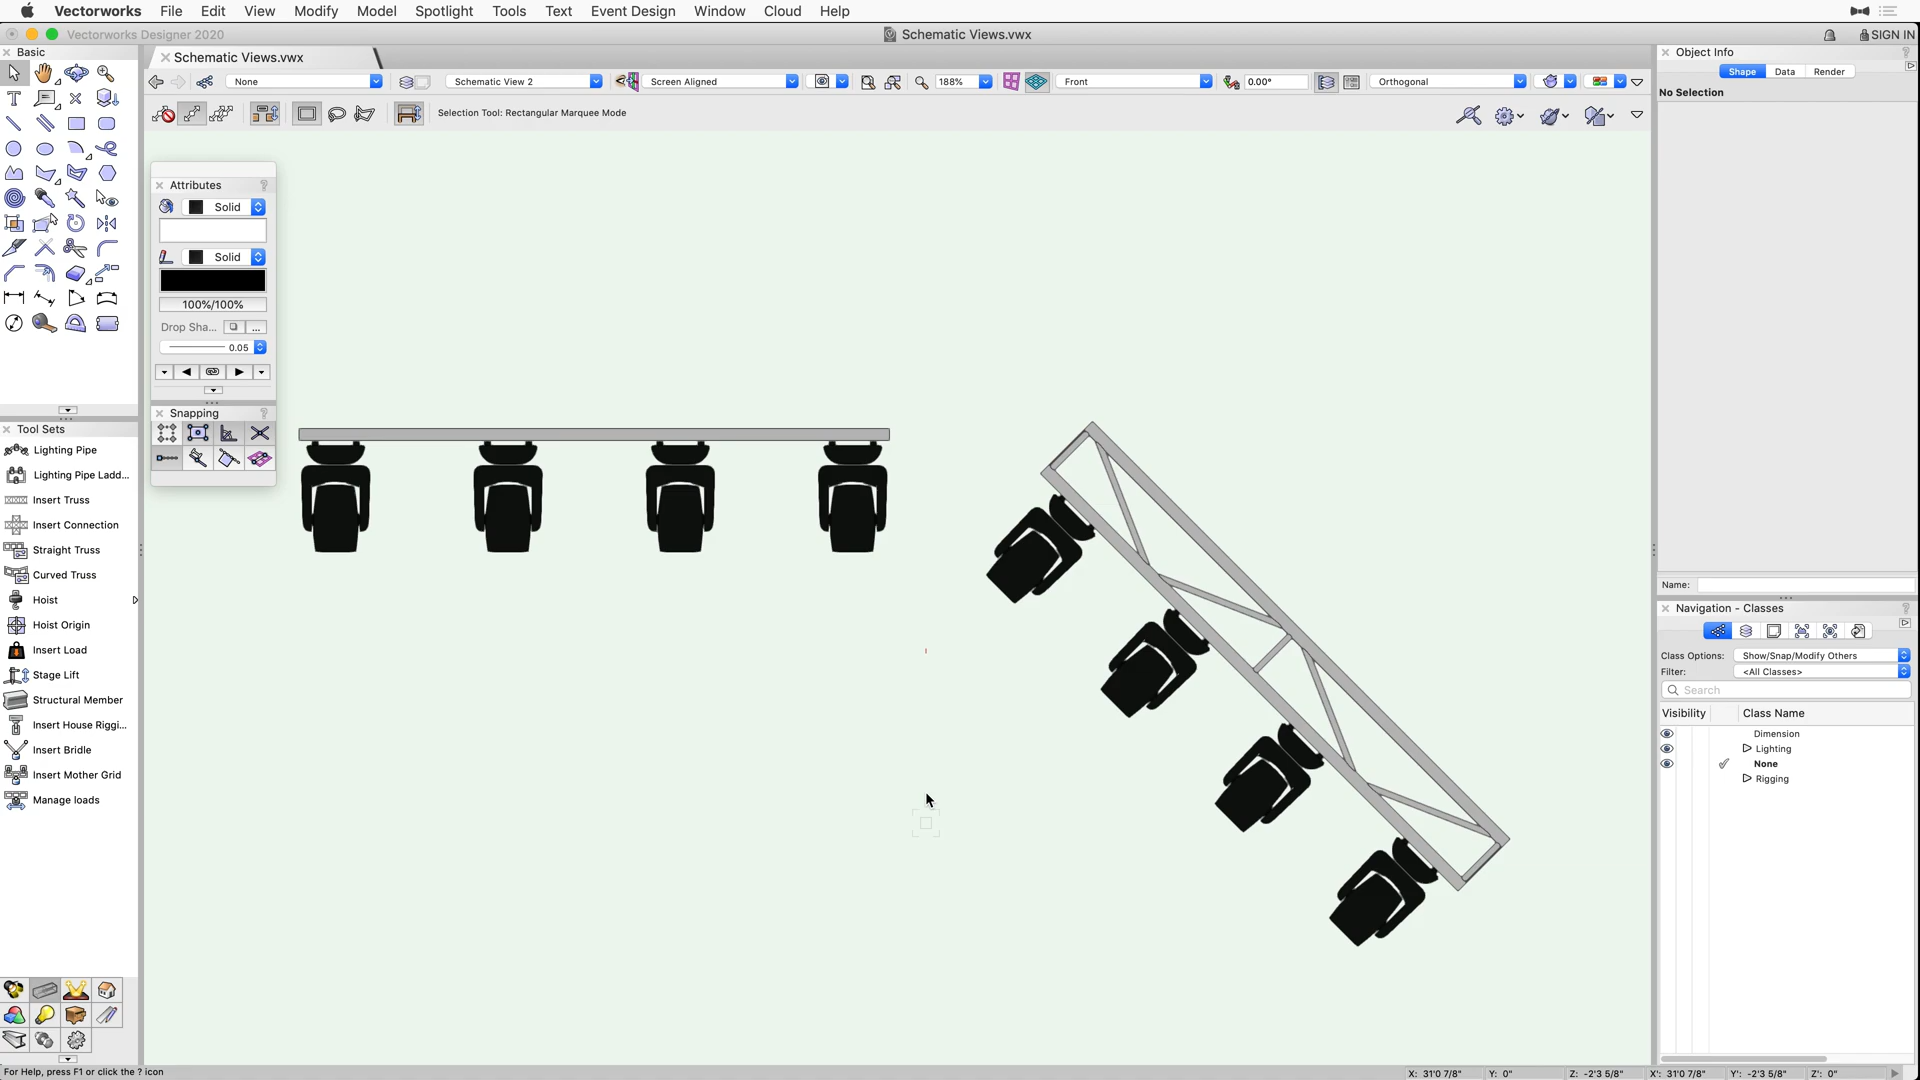 Vectorworks File Edit View Modify Model Spotlight Tools Text Event Design Window Cloud Help
Vectorworks Designer 2020
Schematic Views.vwx
SIGN IN
Basic
Schematic Views.vwx
None
Schematic View 2
Screen Aligned
188%
Front
0.00°
Orthogonal
Selection Tool: Rectangular Marquee Mode
Attributes
?
Solid
Solid
100%/100%
Drop Sha...
...
0.05
Snapping
?
Tool Sets
Lighting Pipe
Lighting Pipe Ladd...
Insert Truss
Insert Connection
Straight Truss
Curved Truss
Hoist
Hoist Origin
Insert Load
Stage Lift
Structural Member
Insert House Riggi...
Insert Bridle
Insert Mother Grid
Manage loads
Object Info
?
Shape Data Render
No Selection
Name:
Navigation - Classes
?
Class Options: Show/Snap/Modify Others
Filter: <All Classes>
Search
Visibility Class Name
Dimension
Lighting
None
Rigging
For Help, press F1 or click the ? icon
X: 31'0 7/8" Y: 0" Z: -2'3 5/8" X': 31'0 7/8" Y': -2'3 5/8" Z': 0"